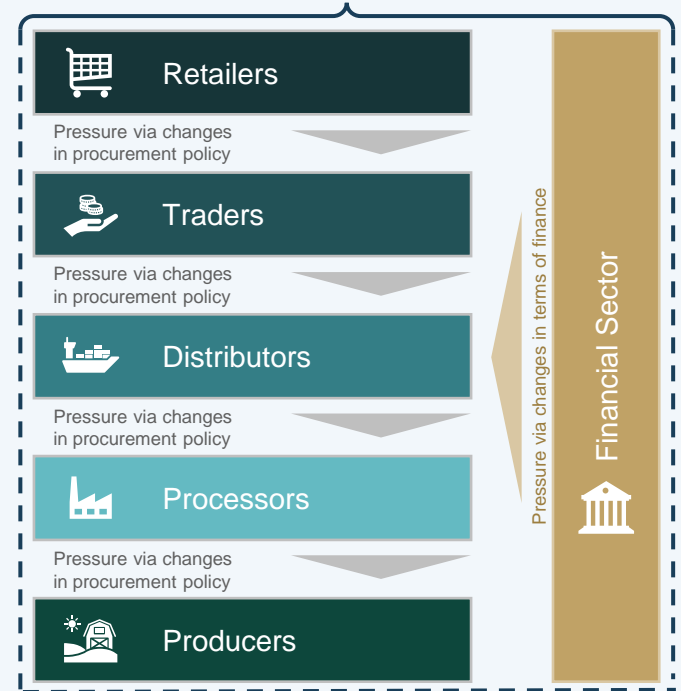 Retailers
Pressure via changes
in procurement policy
Traders
Pressure via changes
in procurement policy
Distributors
Pressure via changes
in procurement policy
Processors
Pressure via changes
in procurement policy
Producers
Pressure via changes in terms of finance
Financial Sector